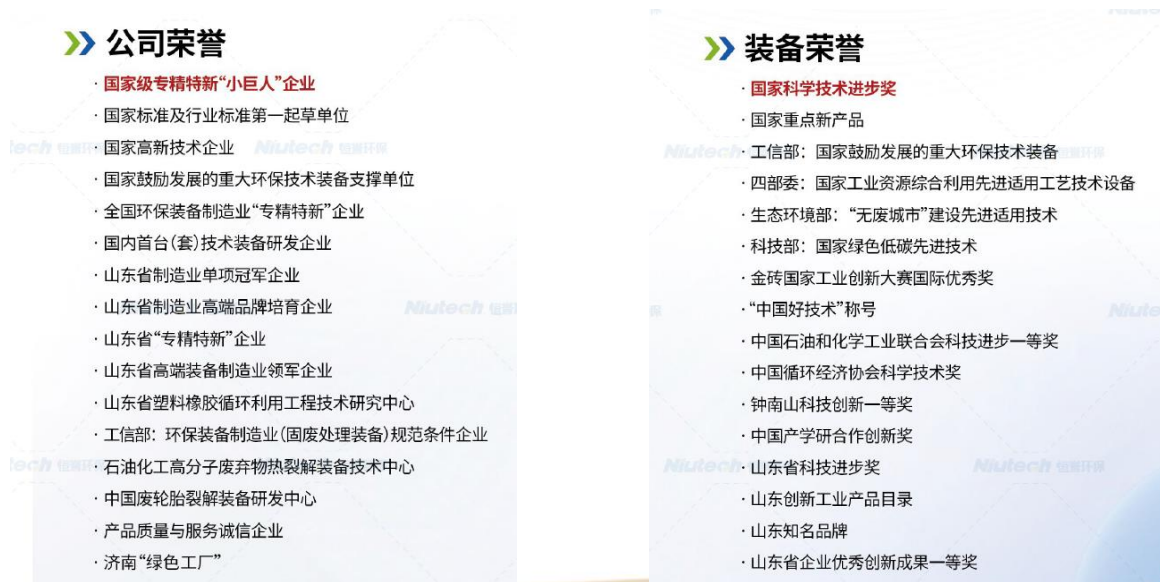 公司荣誉
· 国家级专精特新“小巨人”企业
· 国家标准及行业标准第一起草单位
· 国家高新技术企业
· 国家鼓励发展的重大环保技术装备支撑单位
· 全国环保装备制造业“专精特新”企业
· 国内首台(套)技术装备研发企业
· 山东省制造业单项冠军企业
· 山东省制造业高端品牌培育企业
· 山东省“专精特新”企业
· 山东省高端装备制造业领军企业
· 山东省塑料橡胶循环利用工程技术研究中心
· 工信部：环保装备制造业(固废处理装备)规范条件企业
· 石油化工高分子废弃物热裂解装备技术中心
· 中国废轮胎裂解装备研发中心
· 产品质量与服务诚信企业
· 济南“绿色工厂”
装备荣誉
· 国家科学技术进步奖
· 国家重点新产品
· 工信部：国家鼓励发展的重大环保技术装备
· 四部委：国家工业资源综合利用先进适用工艺技术设备
· 生态环境部：“无废城市”建设先进适用技术
· 科技部：国家绿色低碳先进技术
· 金砖国家工业创新大赛国际优秀奖
· “中国好技术”称号
· 中国石油和化学工业联合会科技进步一等奖
· 中国循环经济协会科学技术奖
· 钟南山科技创新一等奖
· 中国产学研合作创新奖
· 山东省科技进步奖
· 山东创新工业产品目录
· 山东知名品牌
· 山东省企业优秀创新成果一等奖
Niutech